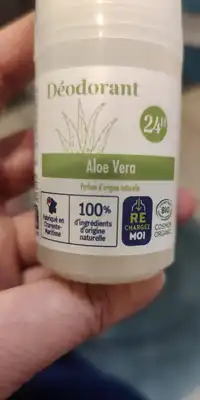 Déodorant
24H
Aloe Vera
Parfum d'origine naturelle
Fabriqué en
Charente-
Maritime
100%
d'ingrédients
d'origine
naturelle
RE
CHARGEZ
MOI
BIO
COSMOS
ORGANIC